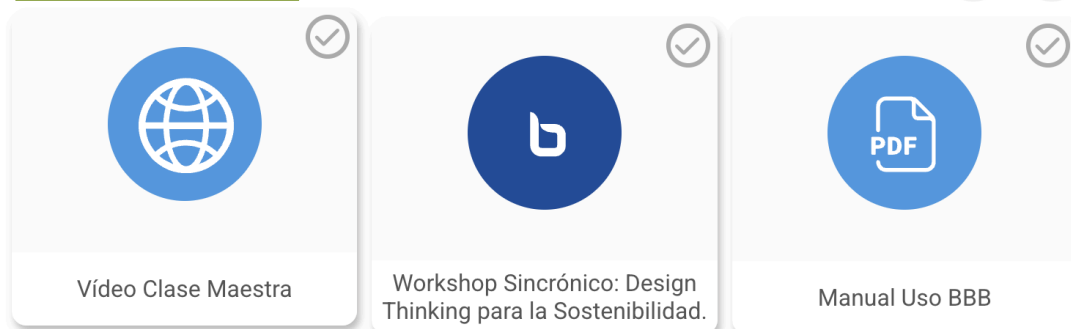 Vídeo Clase Maestra
b
Workshop Sincrónico: Design
Thinking para la Sostenibilidad.
PDF
Manual Uso BBB